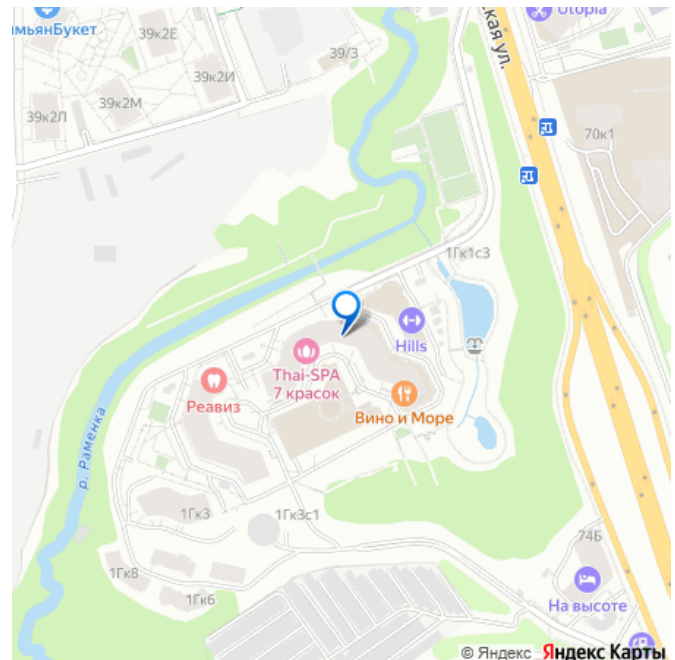 Utopia
мьянБукет
39к2Е
39/3
ская ул.
39к2И
39к2М
39к2Л
70к1
1Гк1с3
Hills
Thai-SPA
7 красок
Реавиз
Вино и Море
р. Раменка
1Гк3
1Гк3с1
74Б
1Гк8
1Гк6
На высоте
© Яндекс Яндекс Карты